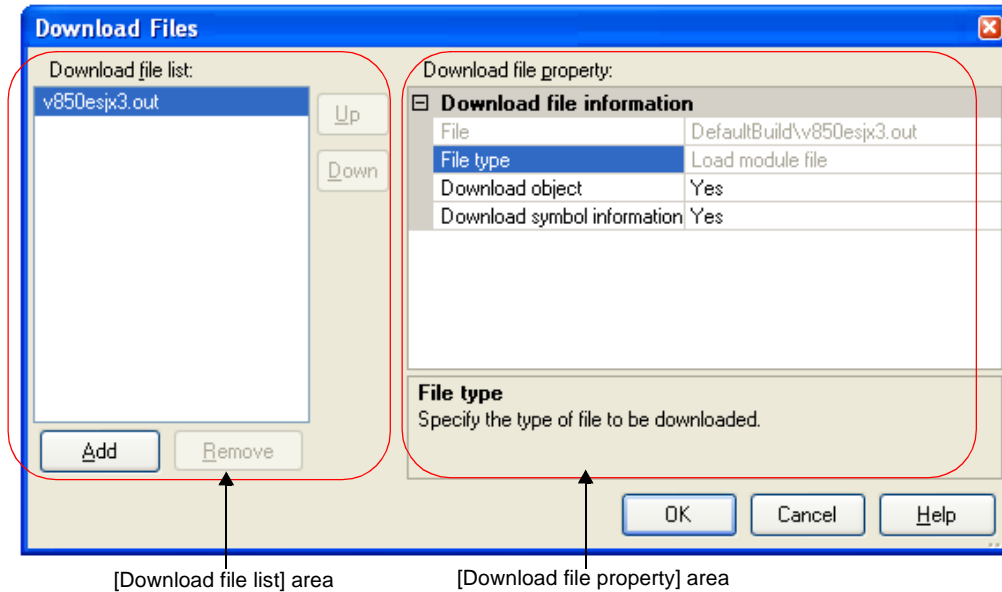 Download Files
Download file list:
v850esjx3.out
Up
Down
Add
Remove
Download file property:
Download file information
File DefaultBuild\v850esjx3.out
File type Load module file
Download object Yes
Download symbol information Yes
File type
Specify the type of file to be downloaded.
OK Cancel Help
[Download file list] area [Download file property] area